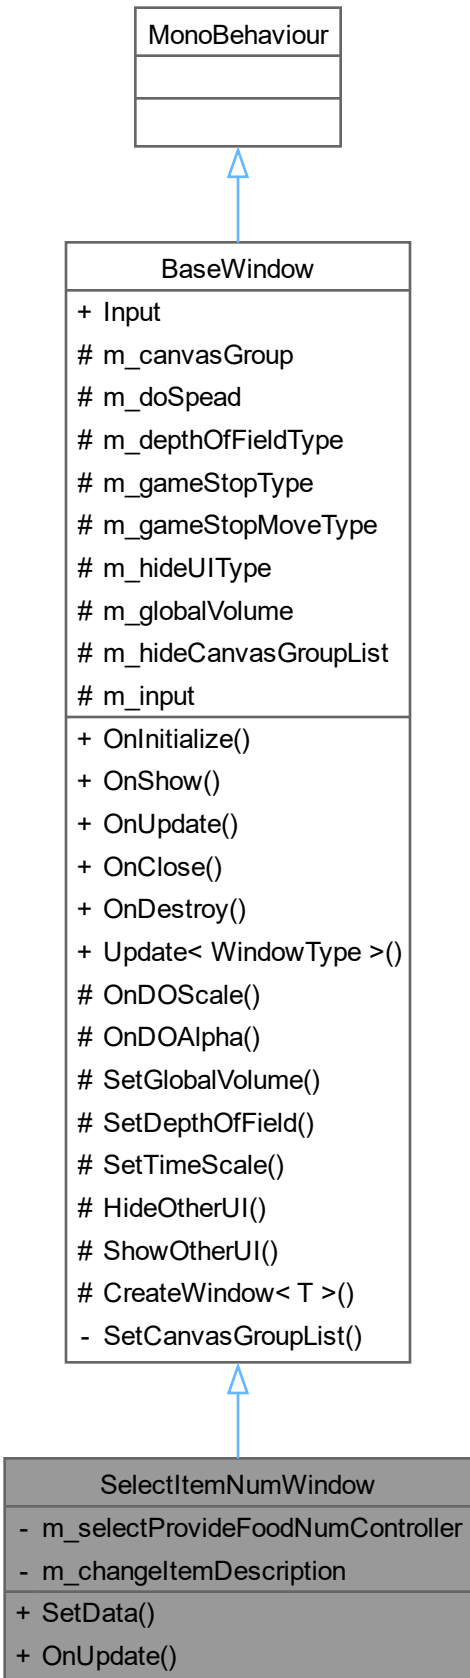 MonoBehaviour
BaseWindow
+ Input
# m_canvasGroup
# m_doSpead
# m_depthOfFieldType
# m_gameStopType
# m_gameStopMoveType
# m_hideUIType
# m_globalVolume
# m_hideCanvasGroupList
# m_input
+ OnInitialize()
+ OnShow()
+ OnUpdate()
+ OnClose()
+ OnDestroy()
+ Update< WindowType >()
# OnDOScale()
# OnDOAlpha()
# SetGlobalVolume()
# SetDepthOfField()
# SetTimeScale()
# HideOtherUI()
# ShowOtherUI()
# CreateWindow< T >()
- SetCanvasGroupList()
SelectItemNumWindow
- m_selectProvideFoodNumController
- m_changeItemDescription
+ SetData()
+ OnUpdate()